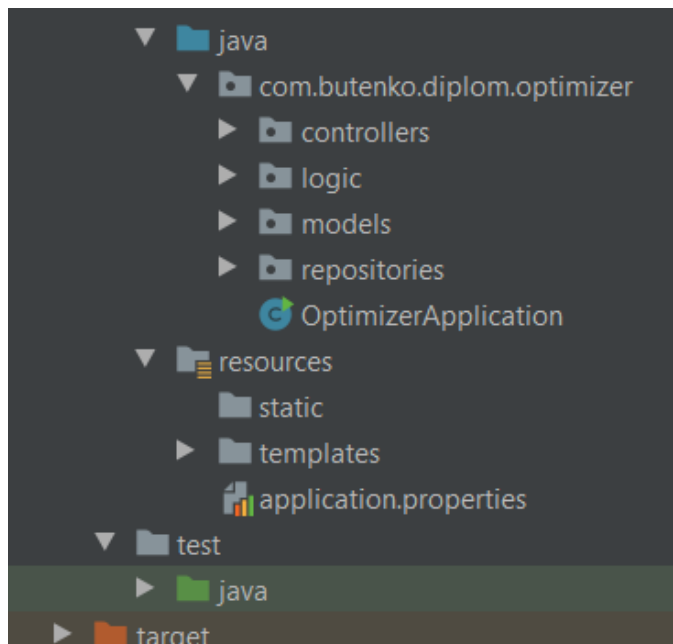 java
com.butenko.diplom.optimizer
controllers
logic
models
repositories
OptimizerApplication
resources
static
templates
application.properties
test
java
target